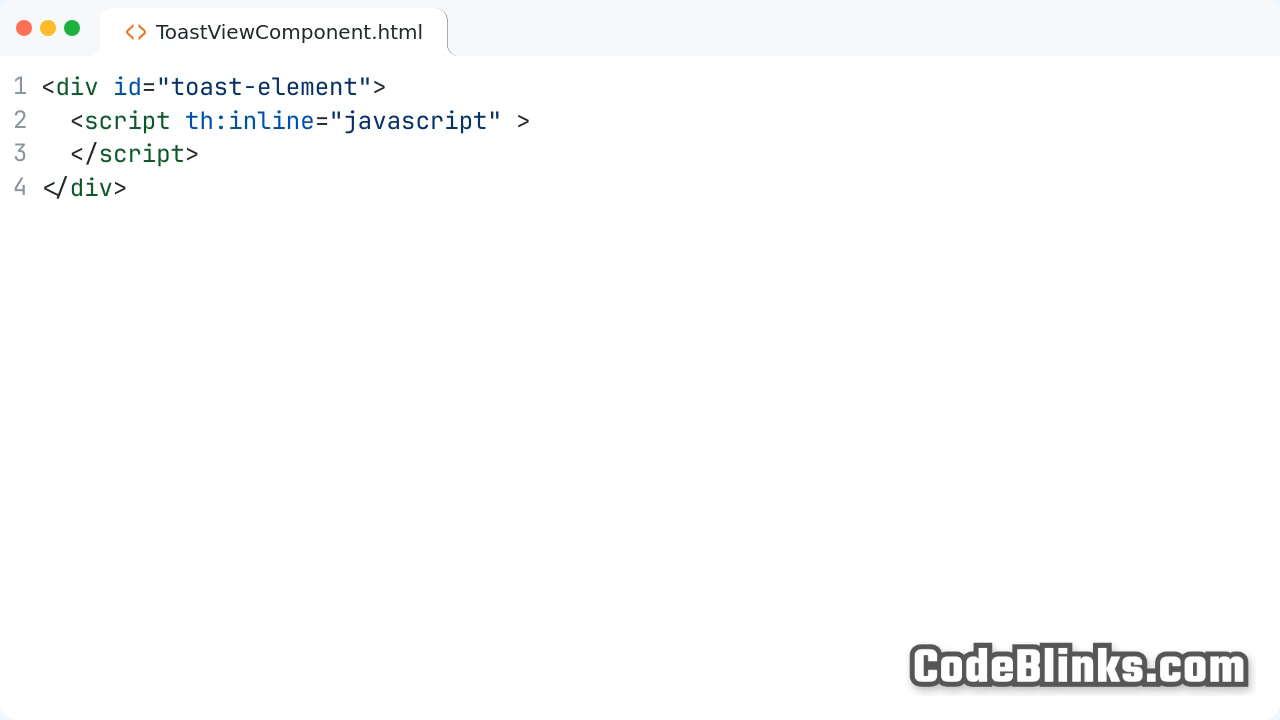 ToastViewComponent.html
1 <div id="toast-element">
2   <script th:inline="javascript" >
3   </script>
4 </div>
CodeBlinks.com